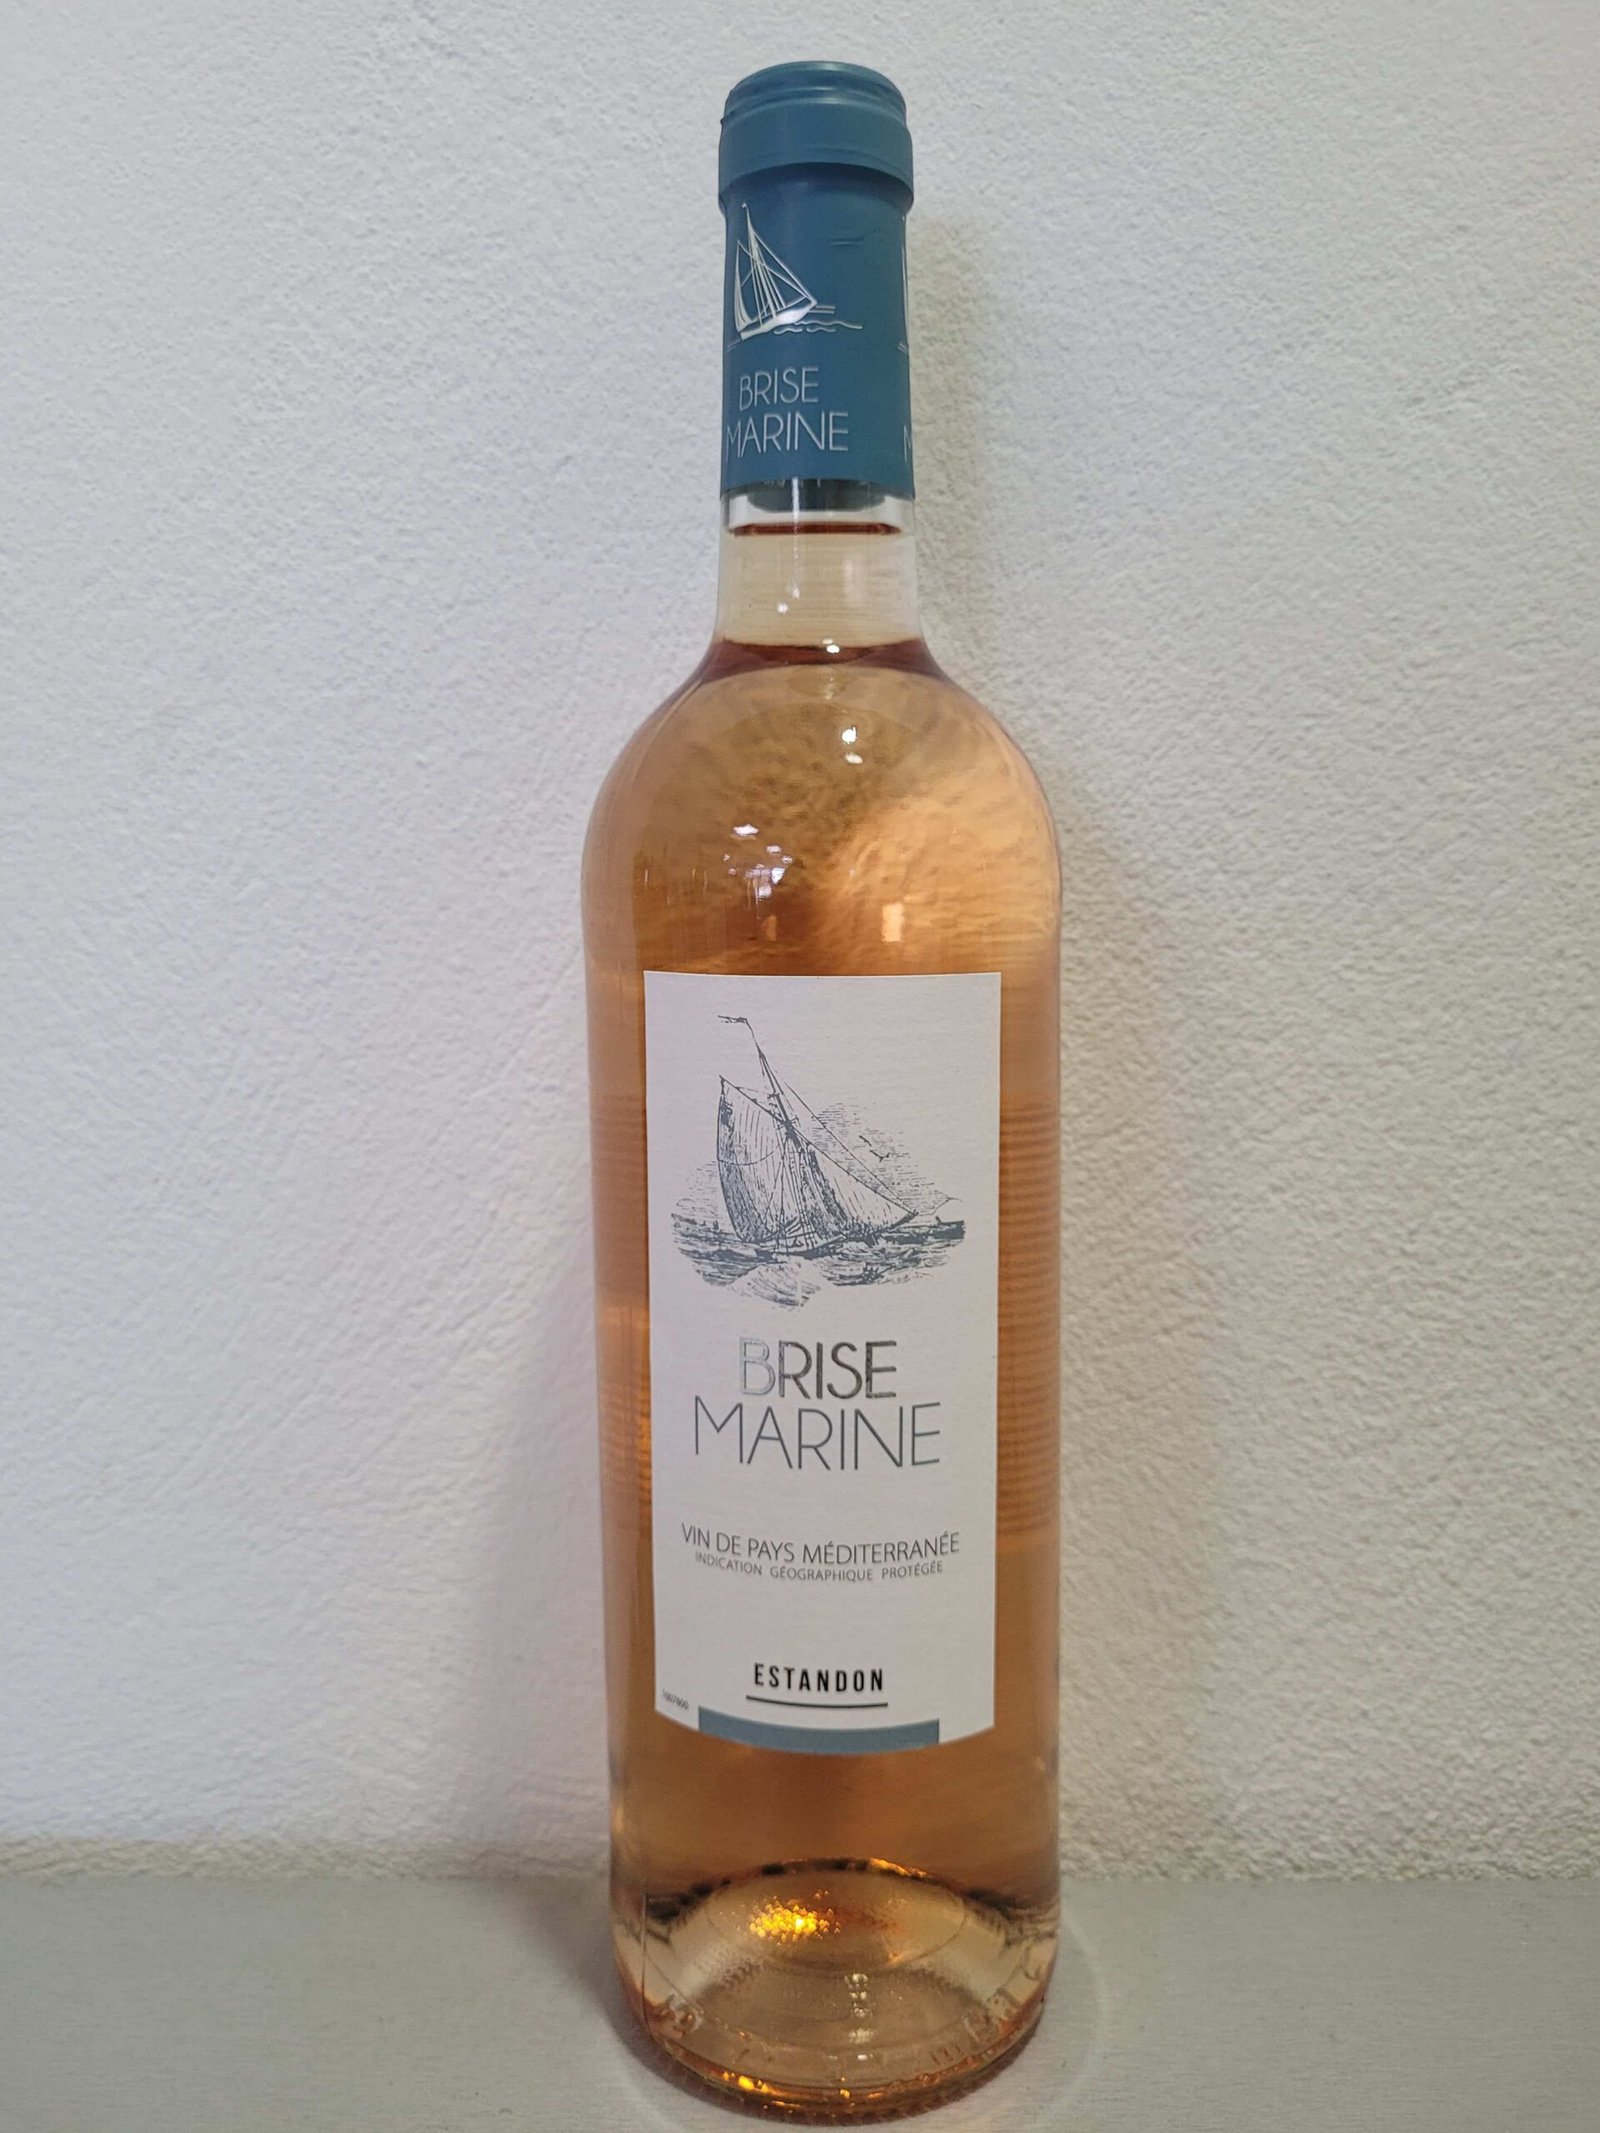 BRISE
MARINE
BRISE
MARINE
VIN DE PAYS MÉDITERRANÉE
INDICATION GÉOGRAPHIQUE PROTÉGÉE
ESTANDON